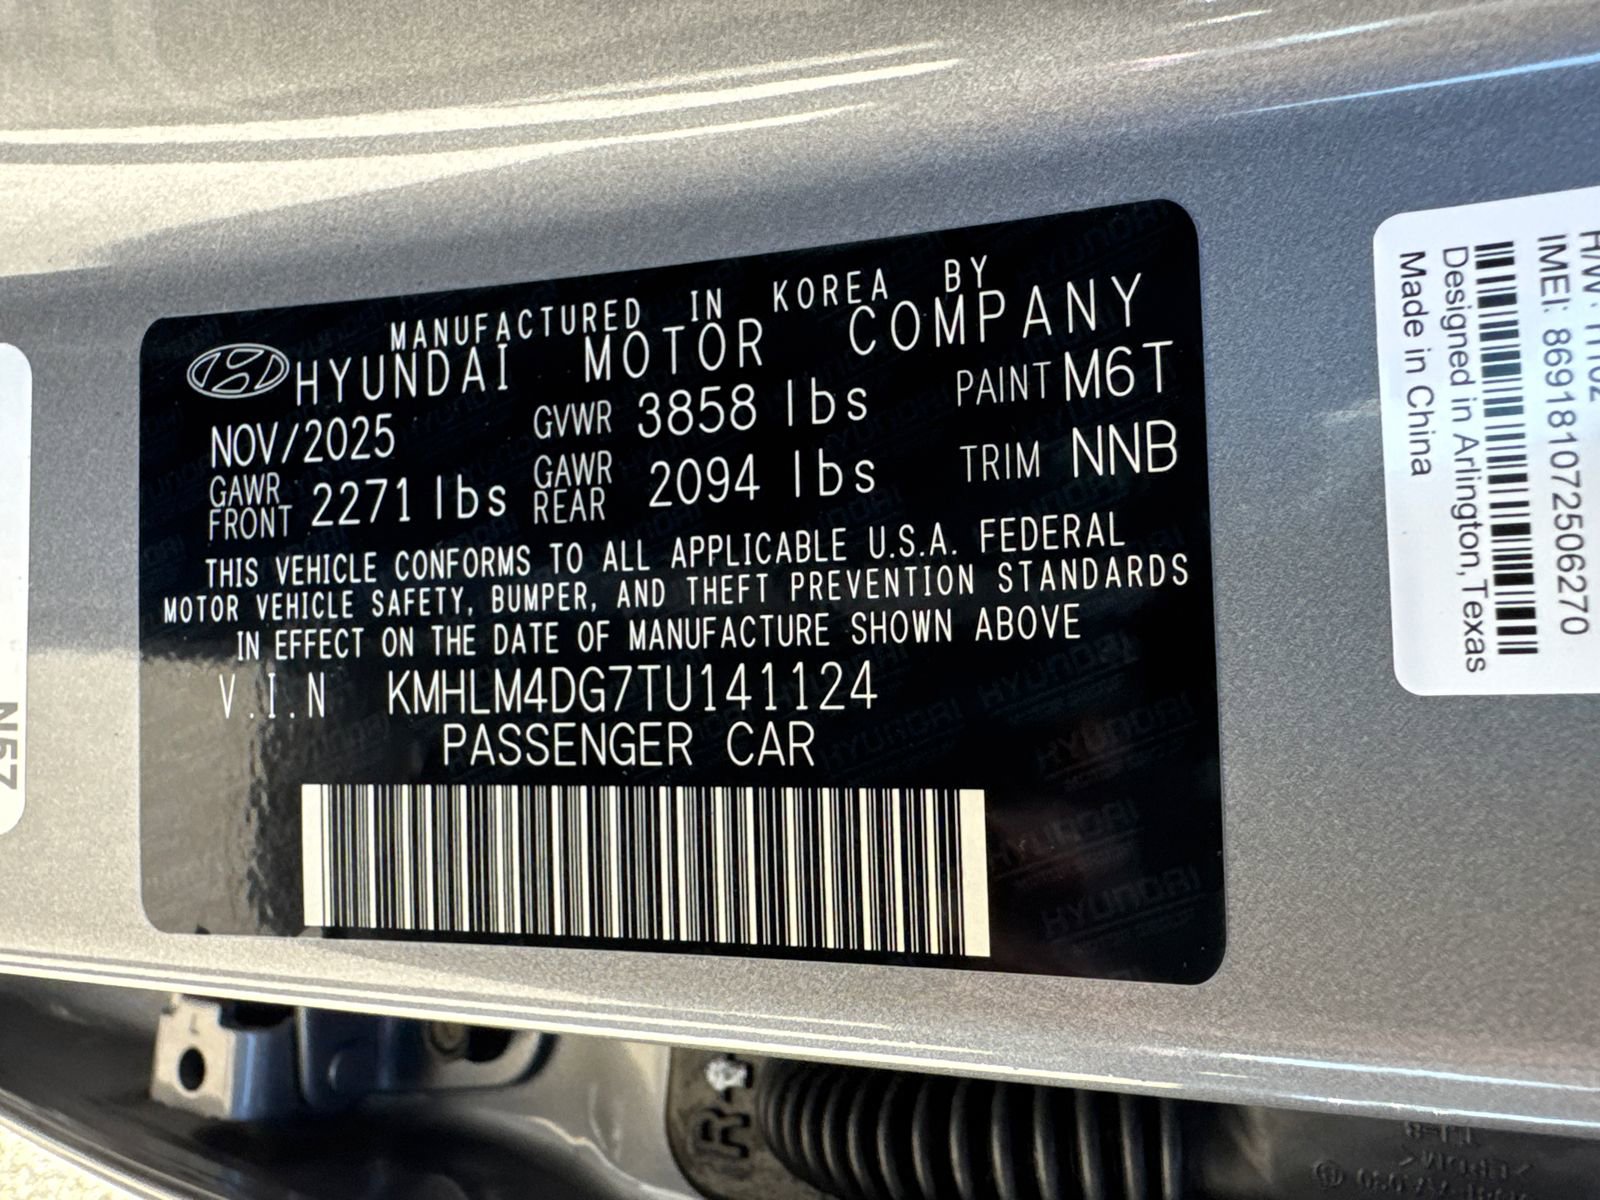 MANUFACTURED IN KOREA BY
HYUNDAI MOTOR COMPANY
NOV/2025 GVWR 3858 lbs PAINT M6T
GAWR FRONT 2271 lbs GAWR REAR 2094 lbs TRIM NNB
THIS VEHICLE CONFORMS TO ALL APPLICABLE U.S.A. FEDERAL
MOTOR VEHICLE SAFETY, BUMPER, AND THEFT PREVENTION STANDARDS
IN EFFECT ON THE DATE OF MANUFACTURE SHOWN ABOVE
V.I.N KMHLM4DG7TU141124
PASSENGER CAR
IMEI: 869181072506270
Designed in Arlington, Texas
Made in China
HYUNDAI
N57